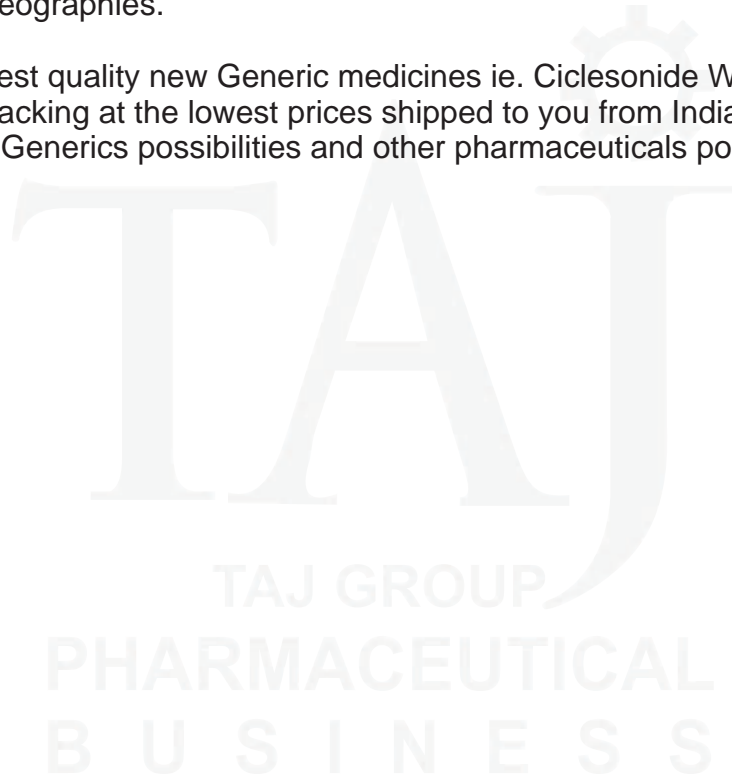 eographies.
est quality new Generic medicines ie. Ciclesonide W
acking at the lowest prices shipped to you from India
Generics possibilities and other pharmaceuticals po
TAJ
TAJ GROUP
PHARMACEUTICAL
BUSINESS